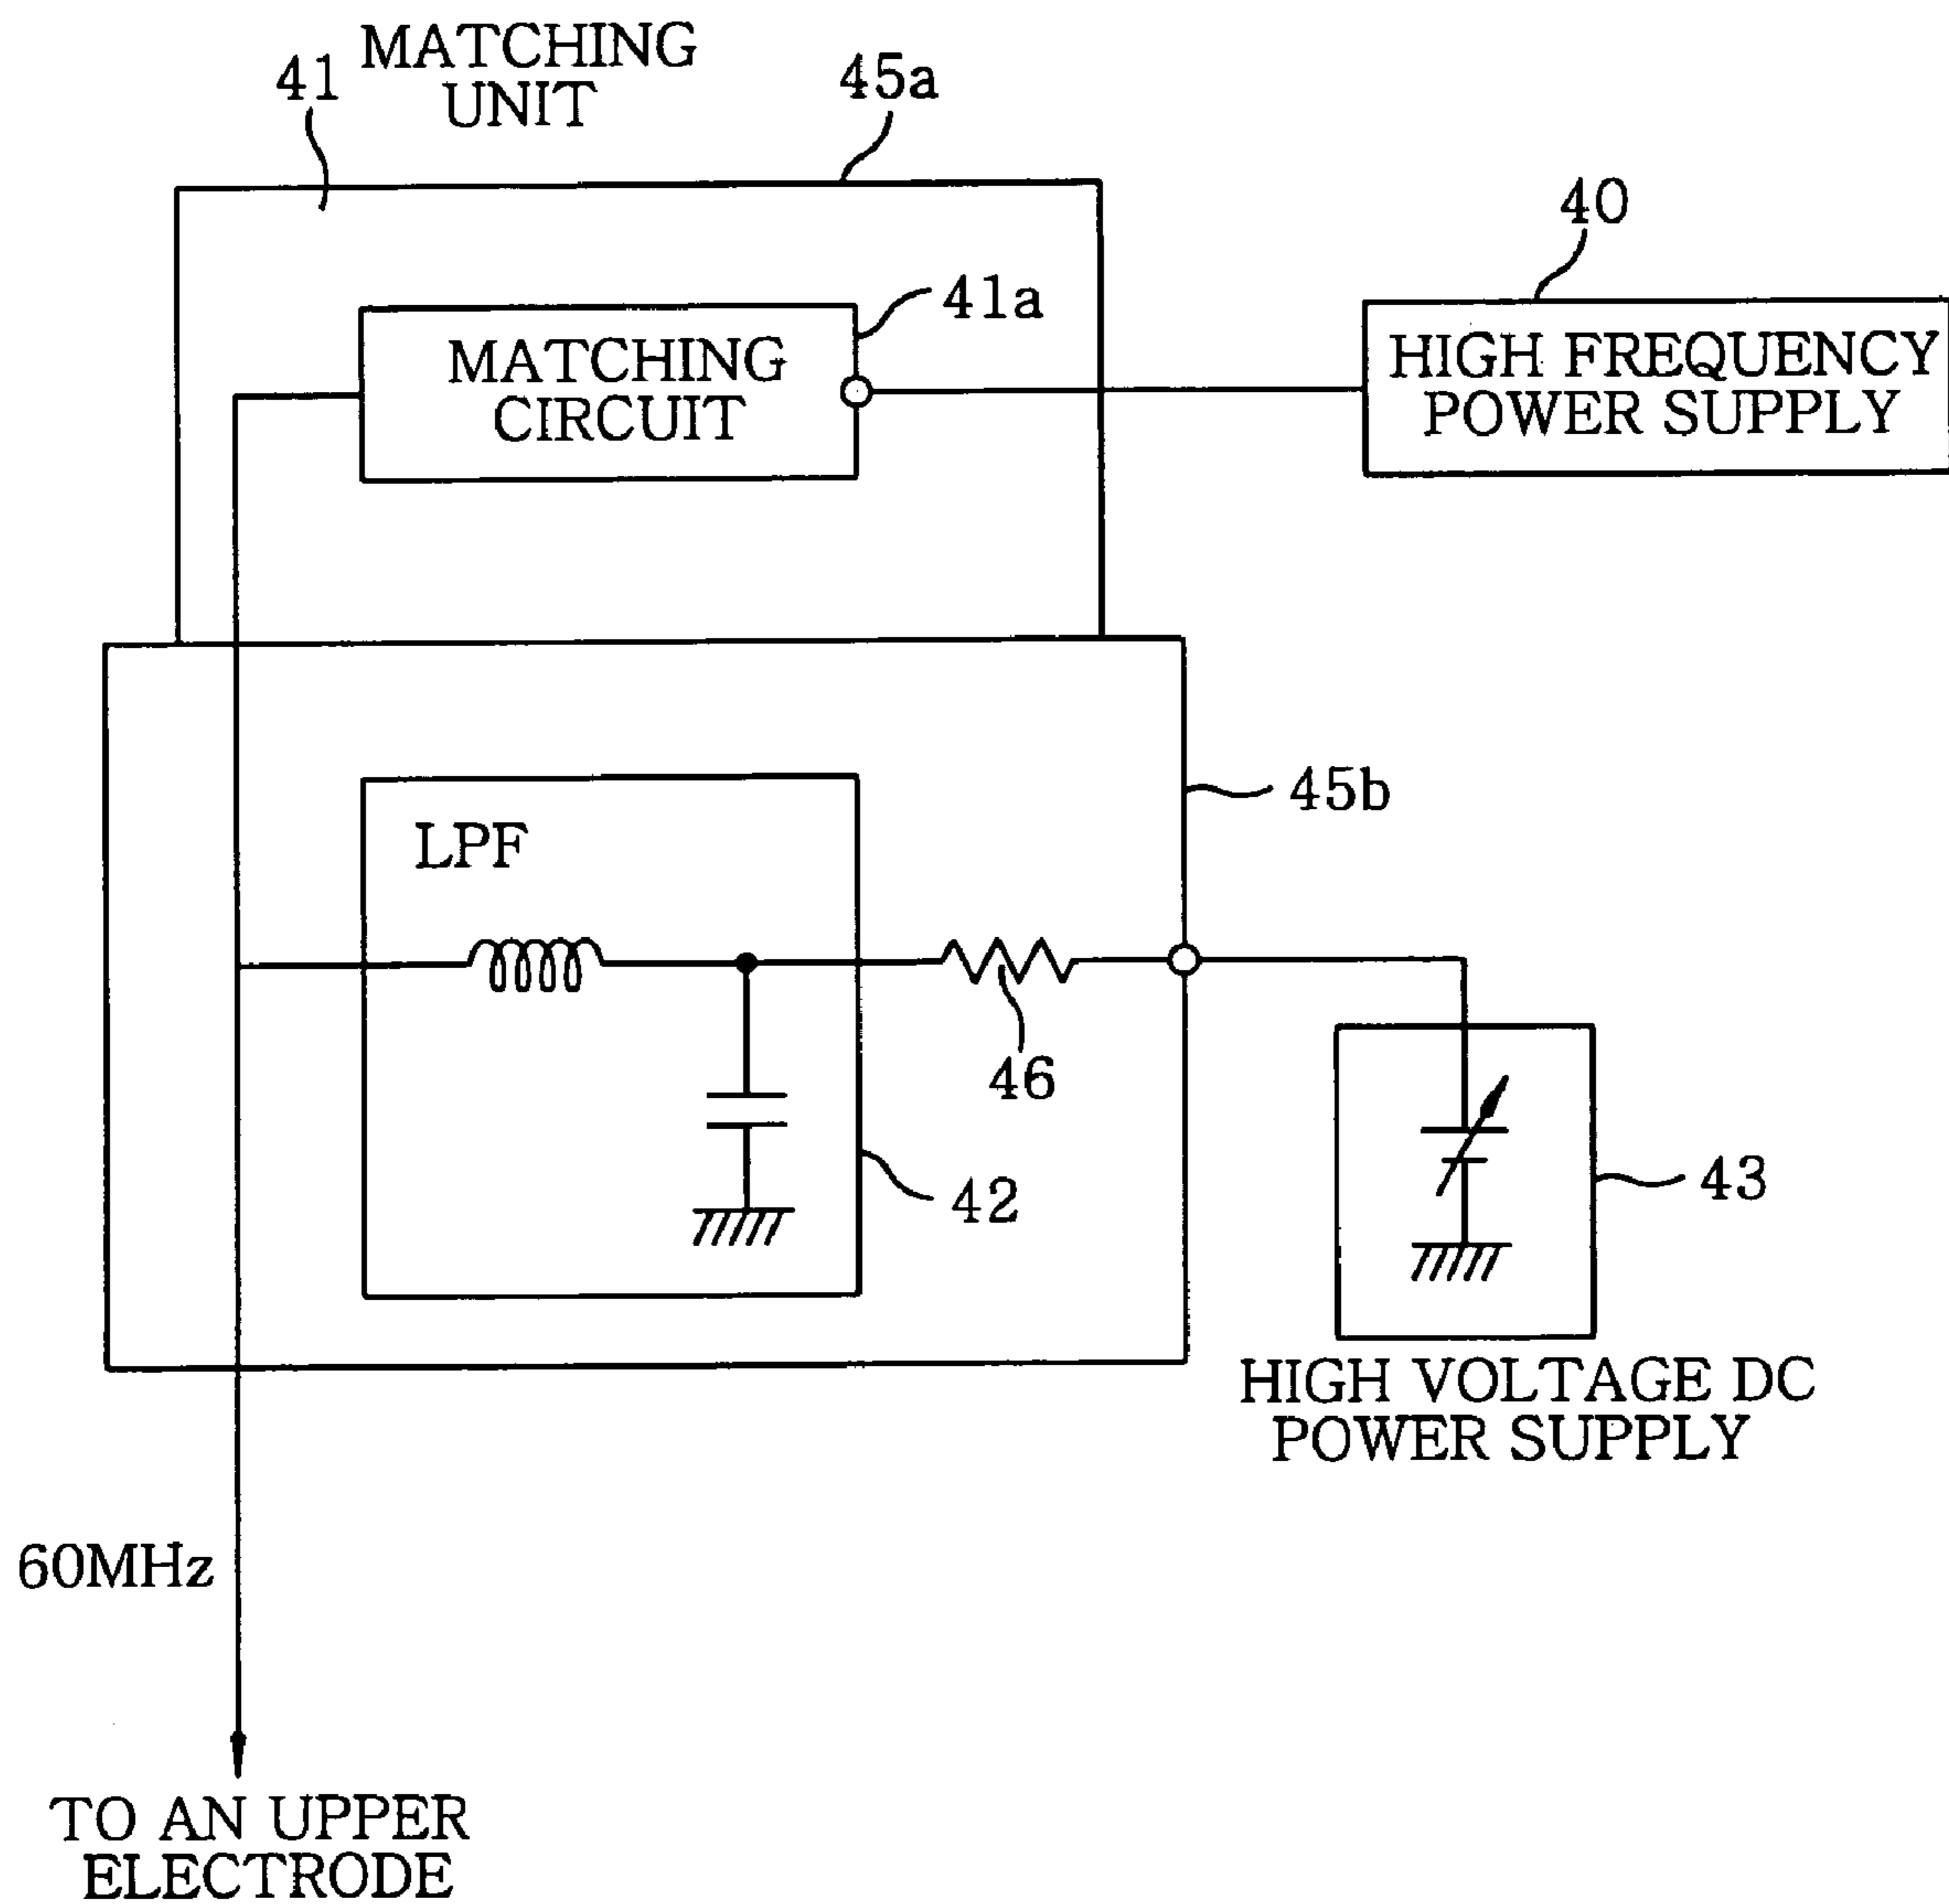 41
MATCHING
UNIT
45a
40
41a
MATCHING
CIRCUIT
HIGH FREQUENCY
POWER SUPPLY
45b
LPF
46
42
43
HIGH VOLTAGE DC
POWER SUPPLY
60MHz
TO AN UPPER
ELECTRODE